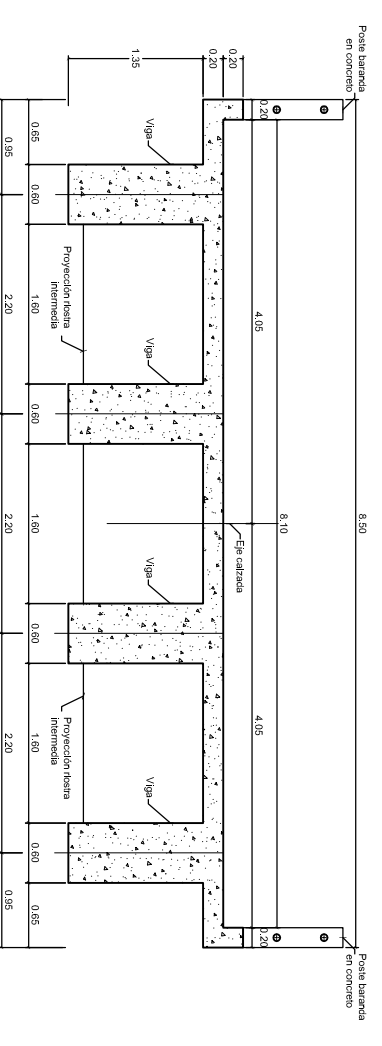 Poste baranda
en concreto
Poste baranda
en concreto
8.50
8.10
4.05
4.05
0.20
0.20
Eje calzada
0.20
0.20
1.35
Viga
Viga
Viga
Viga
Proyección riostra
intermedia
Proyección riostra
intermedia
0.65
0.60
1.60
0.60
1.60
0.60
1.60
0.60
0.65
0.95
2.20
2.20
2.20
0.95